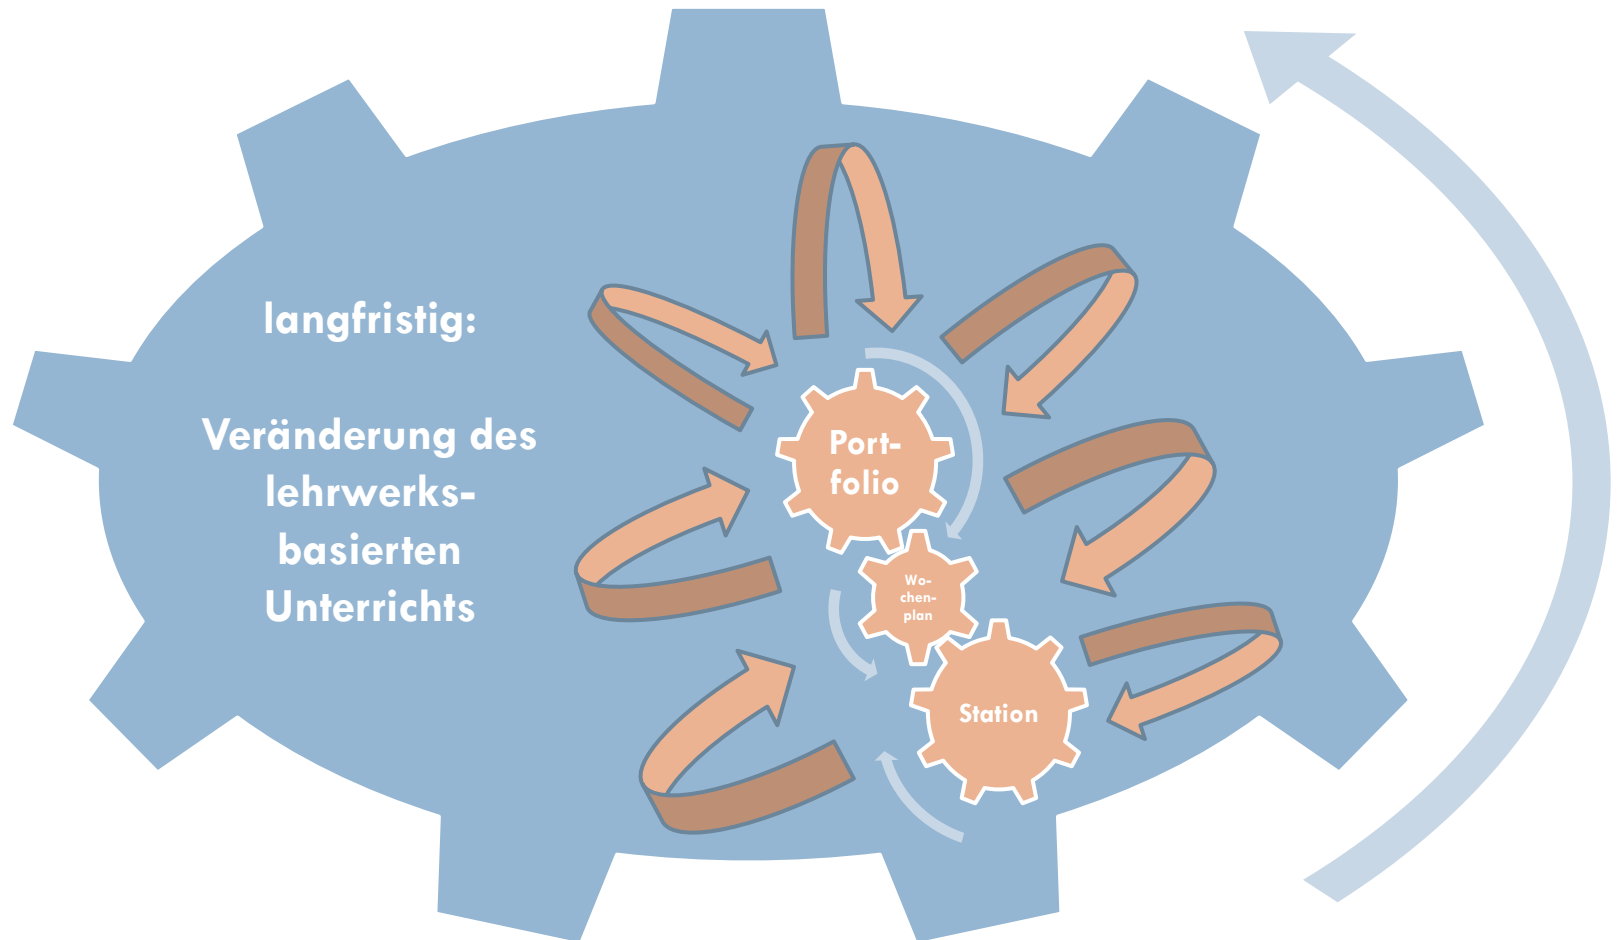 langfristig:
Veränderung des
lehrwerks-
basierten
Unterrichts
Port-
folio
Wo-
chen-
plan
Station